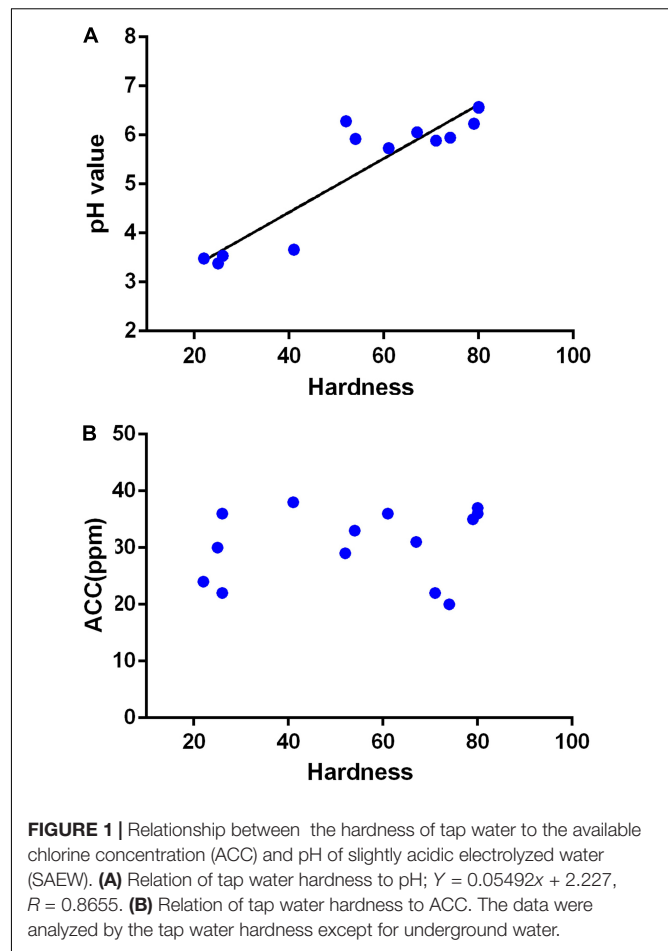 A
8
7
6
5
4
3
2
pH value
20 40 60 80 100
Hardness
B
50
40
30
20
10
0
ACC(ppm)
20 40 60 80 100
Hardness
FIGURE 1 | Relationship between the hardness of tap water to the available
chlorine concentration (ACC) and pH of slightly acidic electrolyzed water
(SAEW). (A) Relation of tap water hardness to pH; Y = 0.05492x + 2.227,
R = 0.8655. (B) Relation of tap water hardness to ACC. The data were
analyzed by the tap water hardness except for underground water.